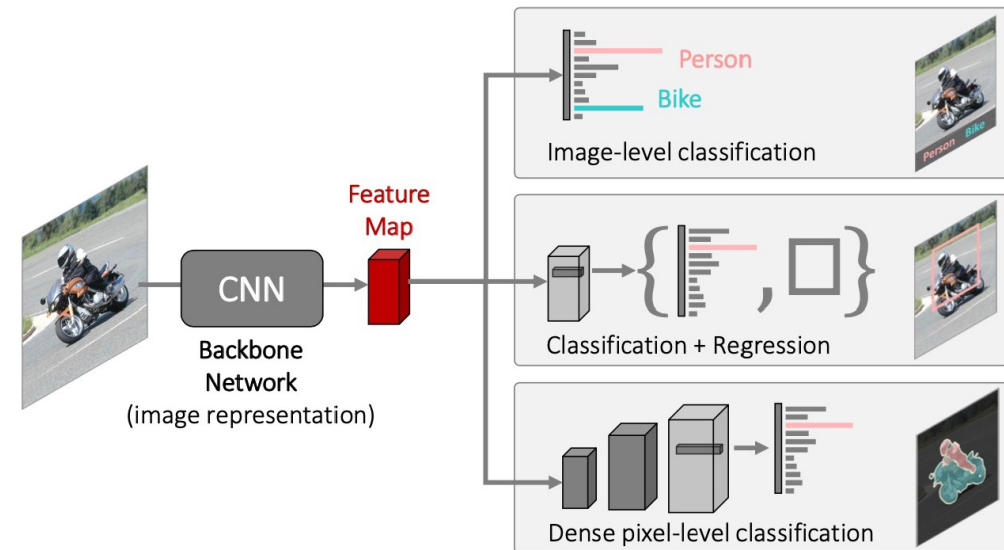 Person
Bike
Image-level classification
Person Bike
Feature
Map
CNN
Backbone
Network
(image representation)
{ , }
Classification + Regression
Dense pixel-level classification